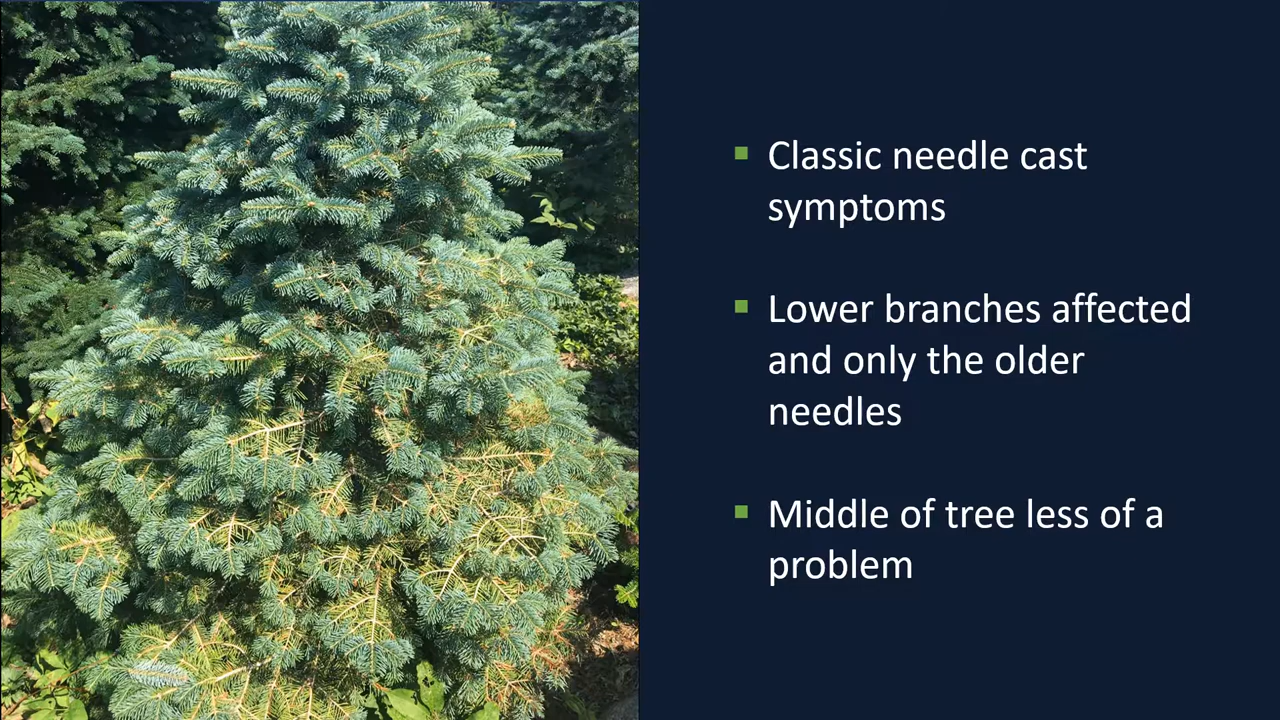 Classic needle cast
symptoms
Lower branches affected
and only the older
needles
Middle of tree less of a
problem